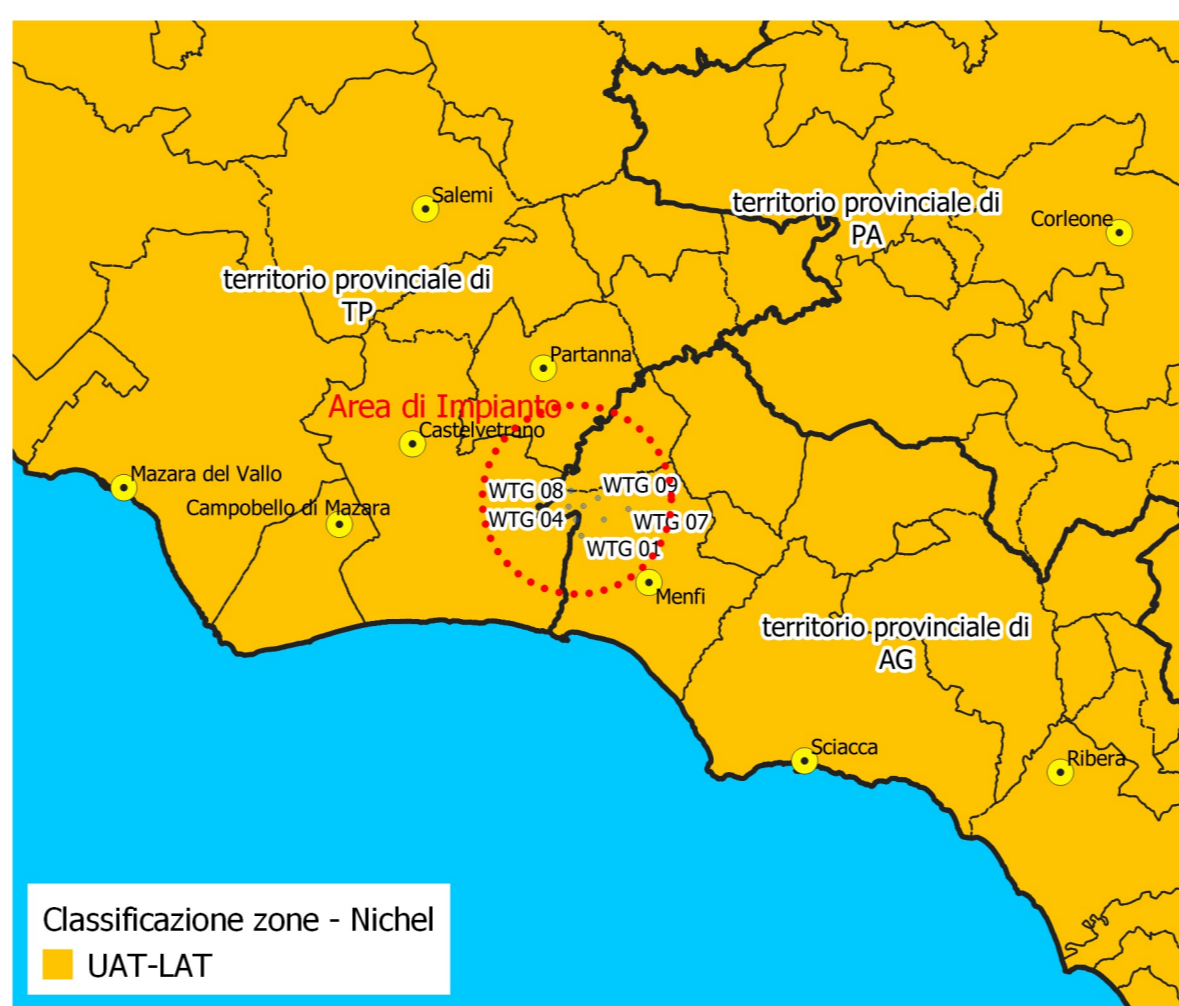 Salemi
territorio provinciale di
PA
Corleone
territorio provinciale di
TP
Partanna
Area di Impianto
Castelvetrano
Mazara del Vallo
Campobello di Mazara
WTG 08
WTG 09
WTG 04
WTG 07
WTG 01
Menfi
territorio provinciale di
AG
Sciacca
Ribera
Classificazione zone - Nichel
UAT-LAT